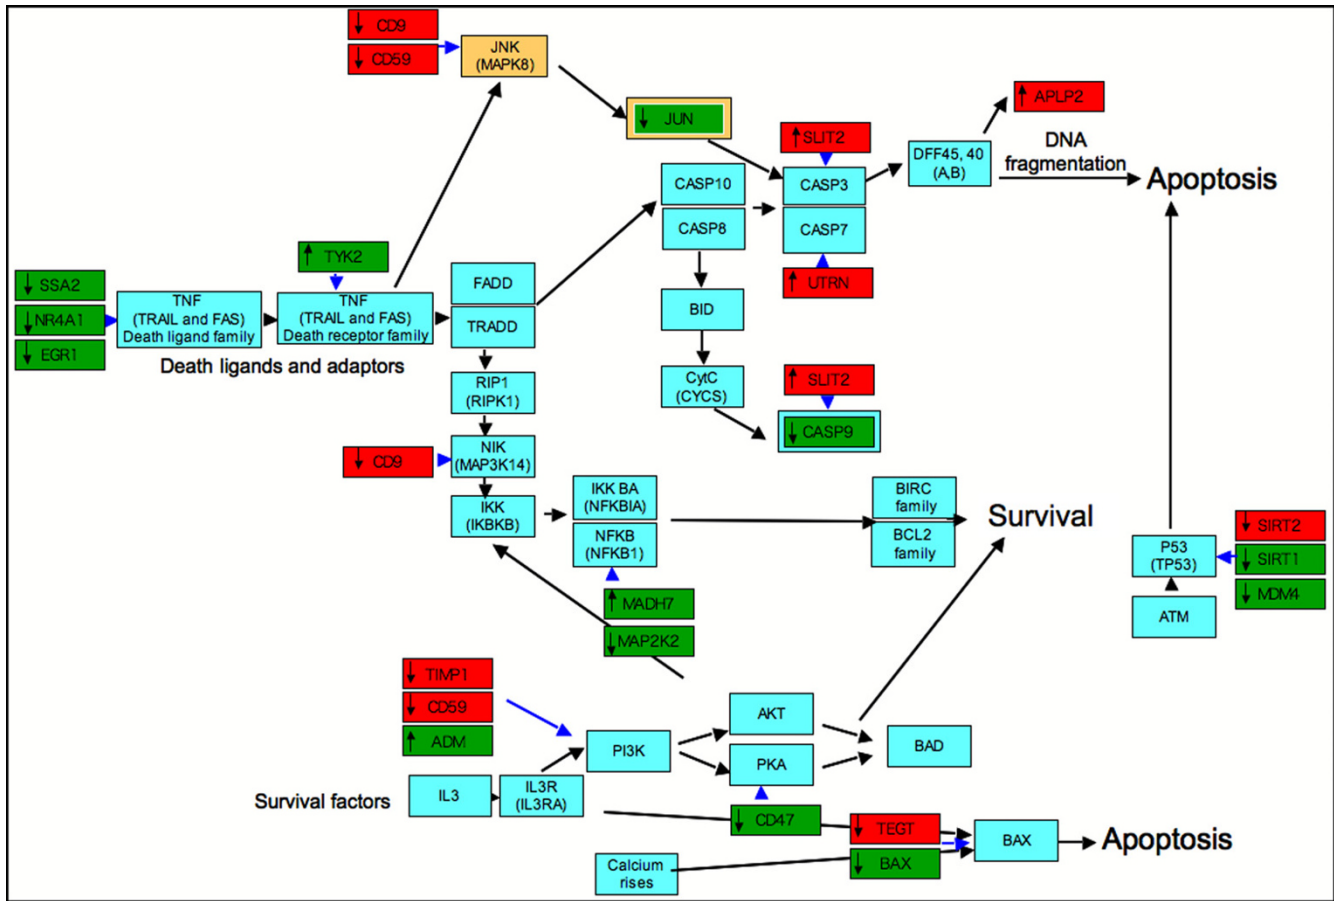 ↓ CD9
↓ CD59
JNK
(MAPK8)
↓ JUN
↑ SLIT2
↑ APLP2
CASP10
CASP8
CASP3
CASP7
DFF45, 40
(A,B)
DNA
fragmentation
Apoptosis
↑ UTRN
↑ TYK2
↓ SSA2
↓ NR4A1
↓ EGR1
TNF
(TRAIL and FAS)
Death ligand family
TNF
(TRAIL and FAS)
Death receptor family
Death ligands and adaptors
FADD
TRADD
BID
RIP1
(RIPK1)
CytC
(CYCS)
↑ SLIT2
↓ CASP9
↓ CD9
NIK
(MAP3K14)
IKK
(IKBKB)
IKK BA
(NFKBIA)
NFKB
(NFKB1)
BIRC
family
BCL2
family
Survival
P53
(TP53)
ATM
↓ SIRT2
↓ SIRT1
↓ MDM4
↑ MADH7
↓ MAP2K2
↓ TIMP1
↓ CD59
↑ ADM
PI3K
AKT
PKA
BAD
Survival factors
IL3
IL3R
(IL3RA)
↓ CD47
↓ TEGT
↓ BAX
BAX
Apoptosis
Calcium
rises